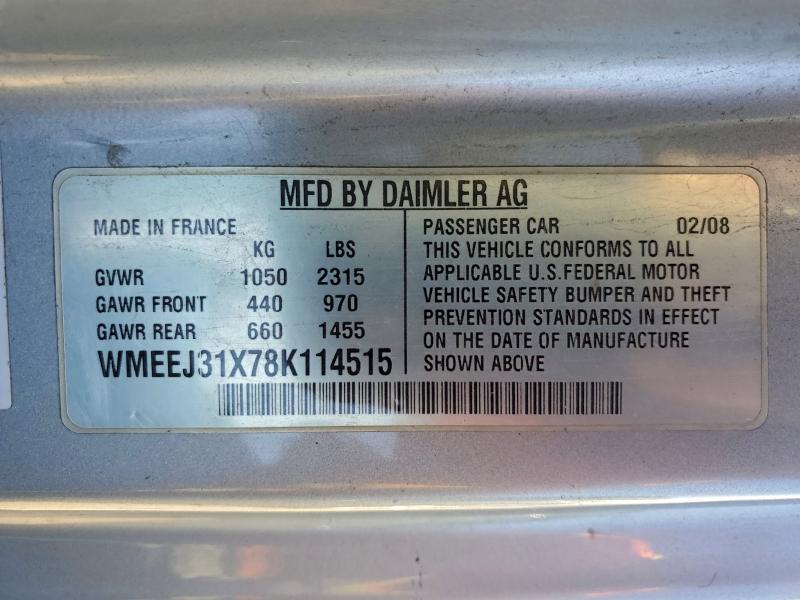 MFD BY DAIMLER AG
MADE IN FRANCE
KG LBS
GVWR 1050 2315
GAWR FRONT 440 970
GAWR REAR 660 1455
WMEEJ31X78K114515
PASSENGER CAR 02/08
THIS VEHICLE CONFORMS TO ALL
APPLICABLE U.S.FEDERAL MOTOR
VEHICLE SAFETY BUMPER AND THEFT
PREVENTION STANDARDS IN EFFECT
ON THE DATE OF MANUFACTURE
SHOWN ABOVE